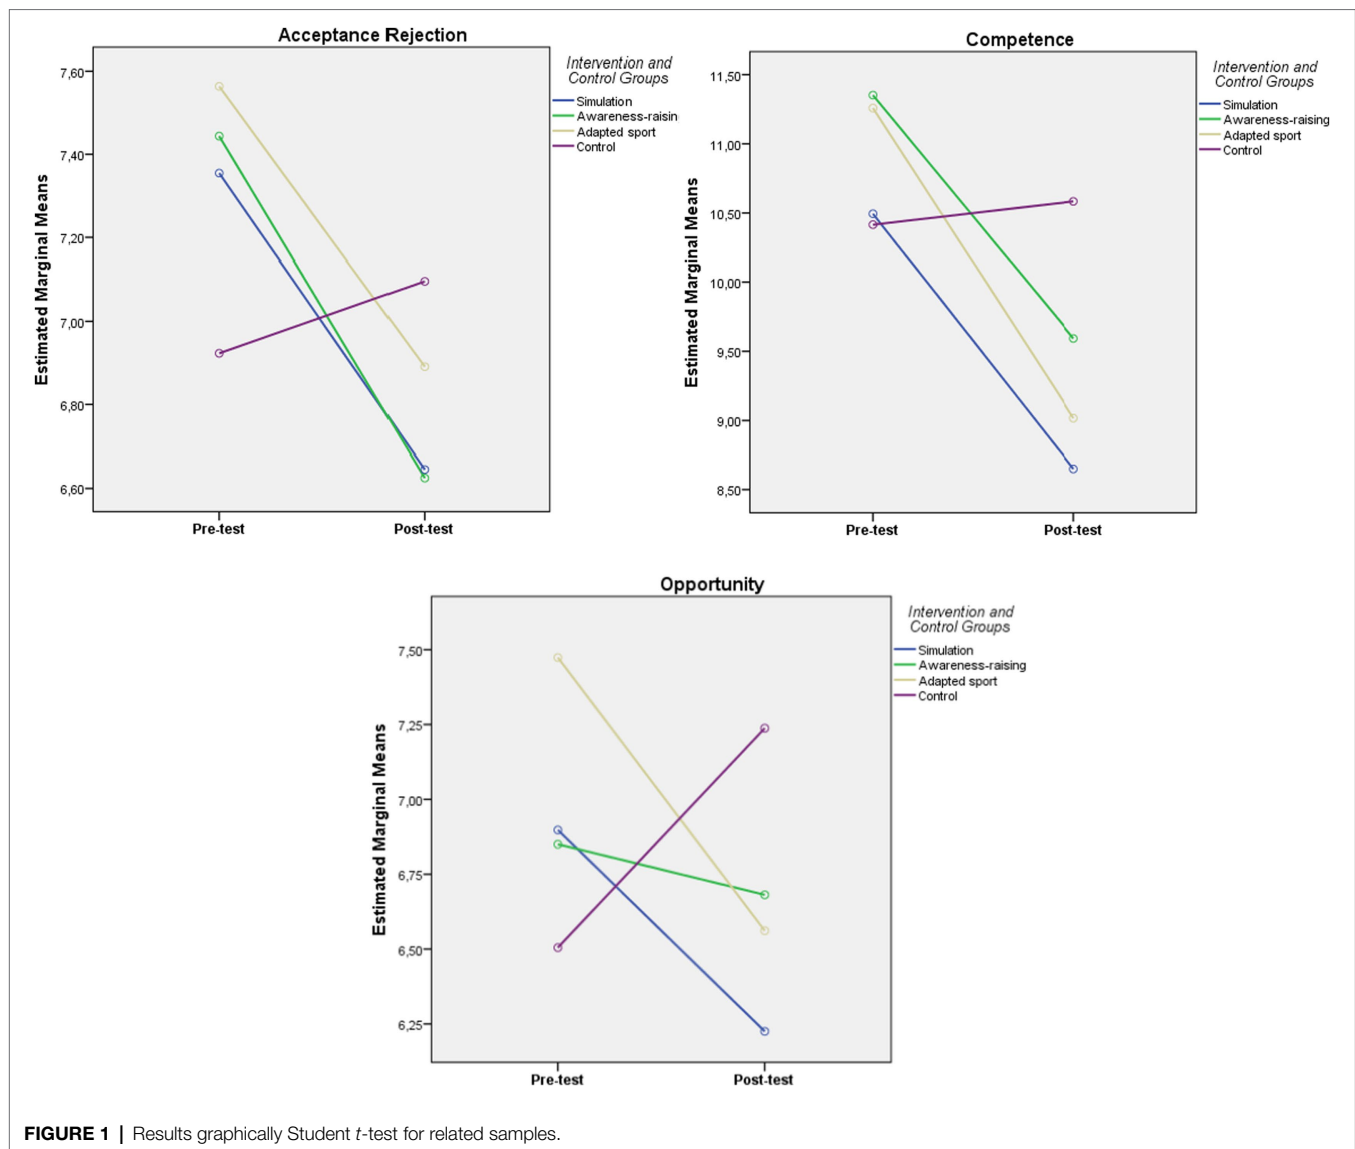 Acceptance Rejection
Estimated Marginal Means
7,60
7,40
7,20
7,00
6,80
6,60
Pre-test Post-test
Intervention and
Control Groups
Simulation
Awareness-raisin
Adapted sport
Control
Competence
Estimated Marginal Means
11,50
11,00
10,50
10,00
9,50
9,00
8,50
Pre-test Post-test
Intervention and
Control Groups
Simulation
Awareness-raising
Adapted sport
Control
Opportunity
Estimated Marginal Means
7,50
7,25
7,00
6,75
6,50
6,25
Pre-test Post-test
Intervention and
Control Groups
Simulation
Awareness-raising
Adapted sport
Control
FIGURE 1 | Results graphically Student t-test for related samples.